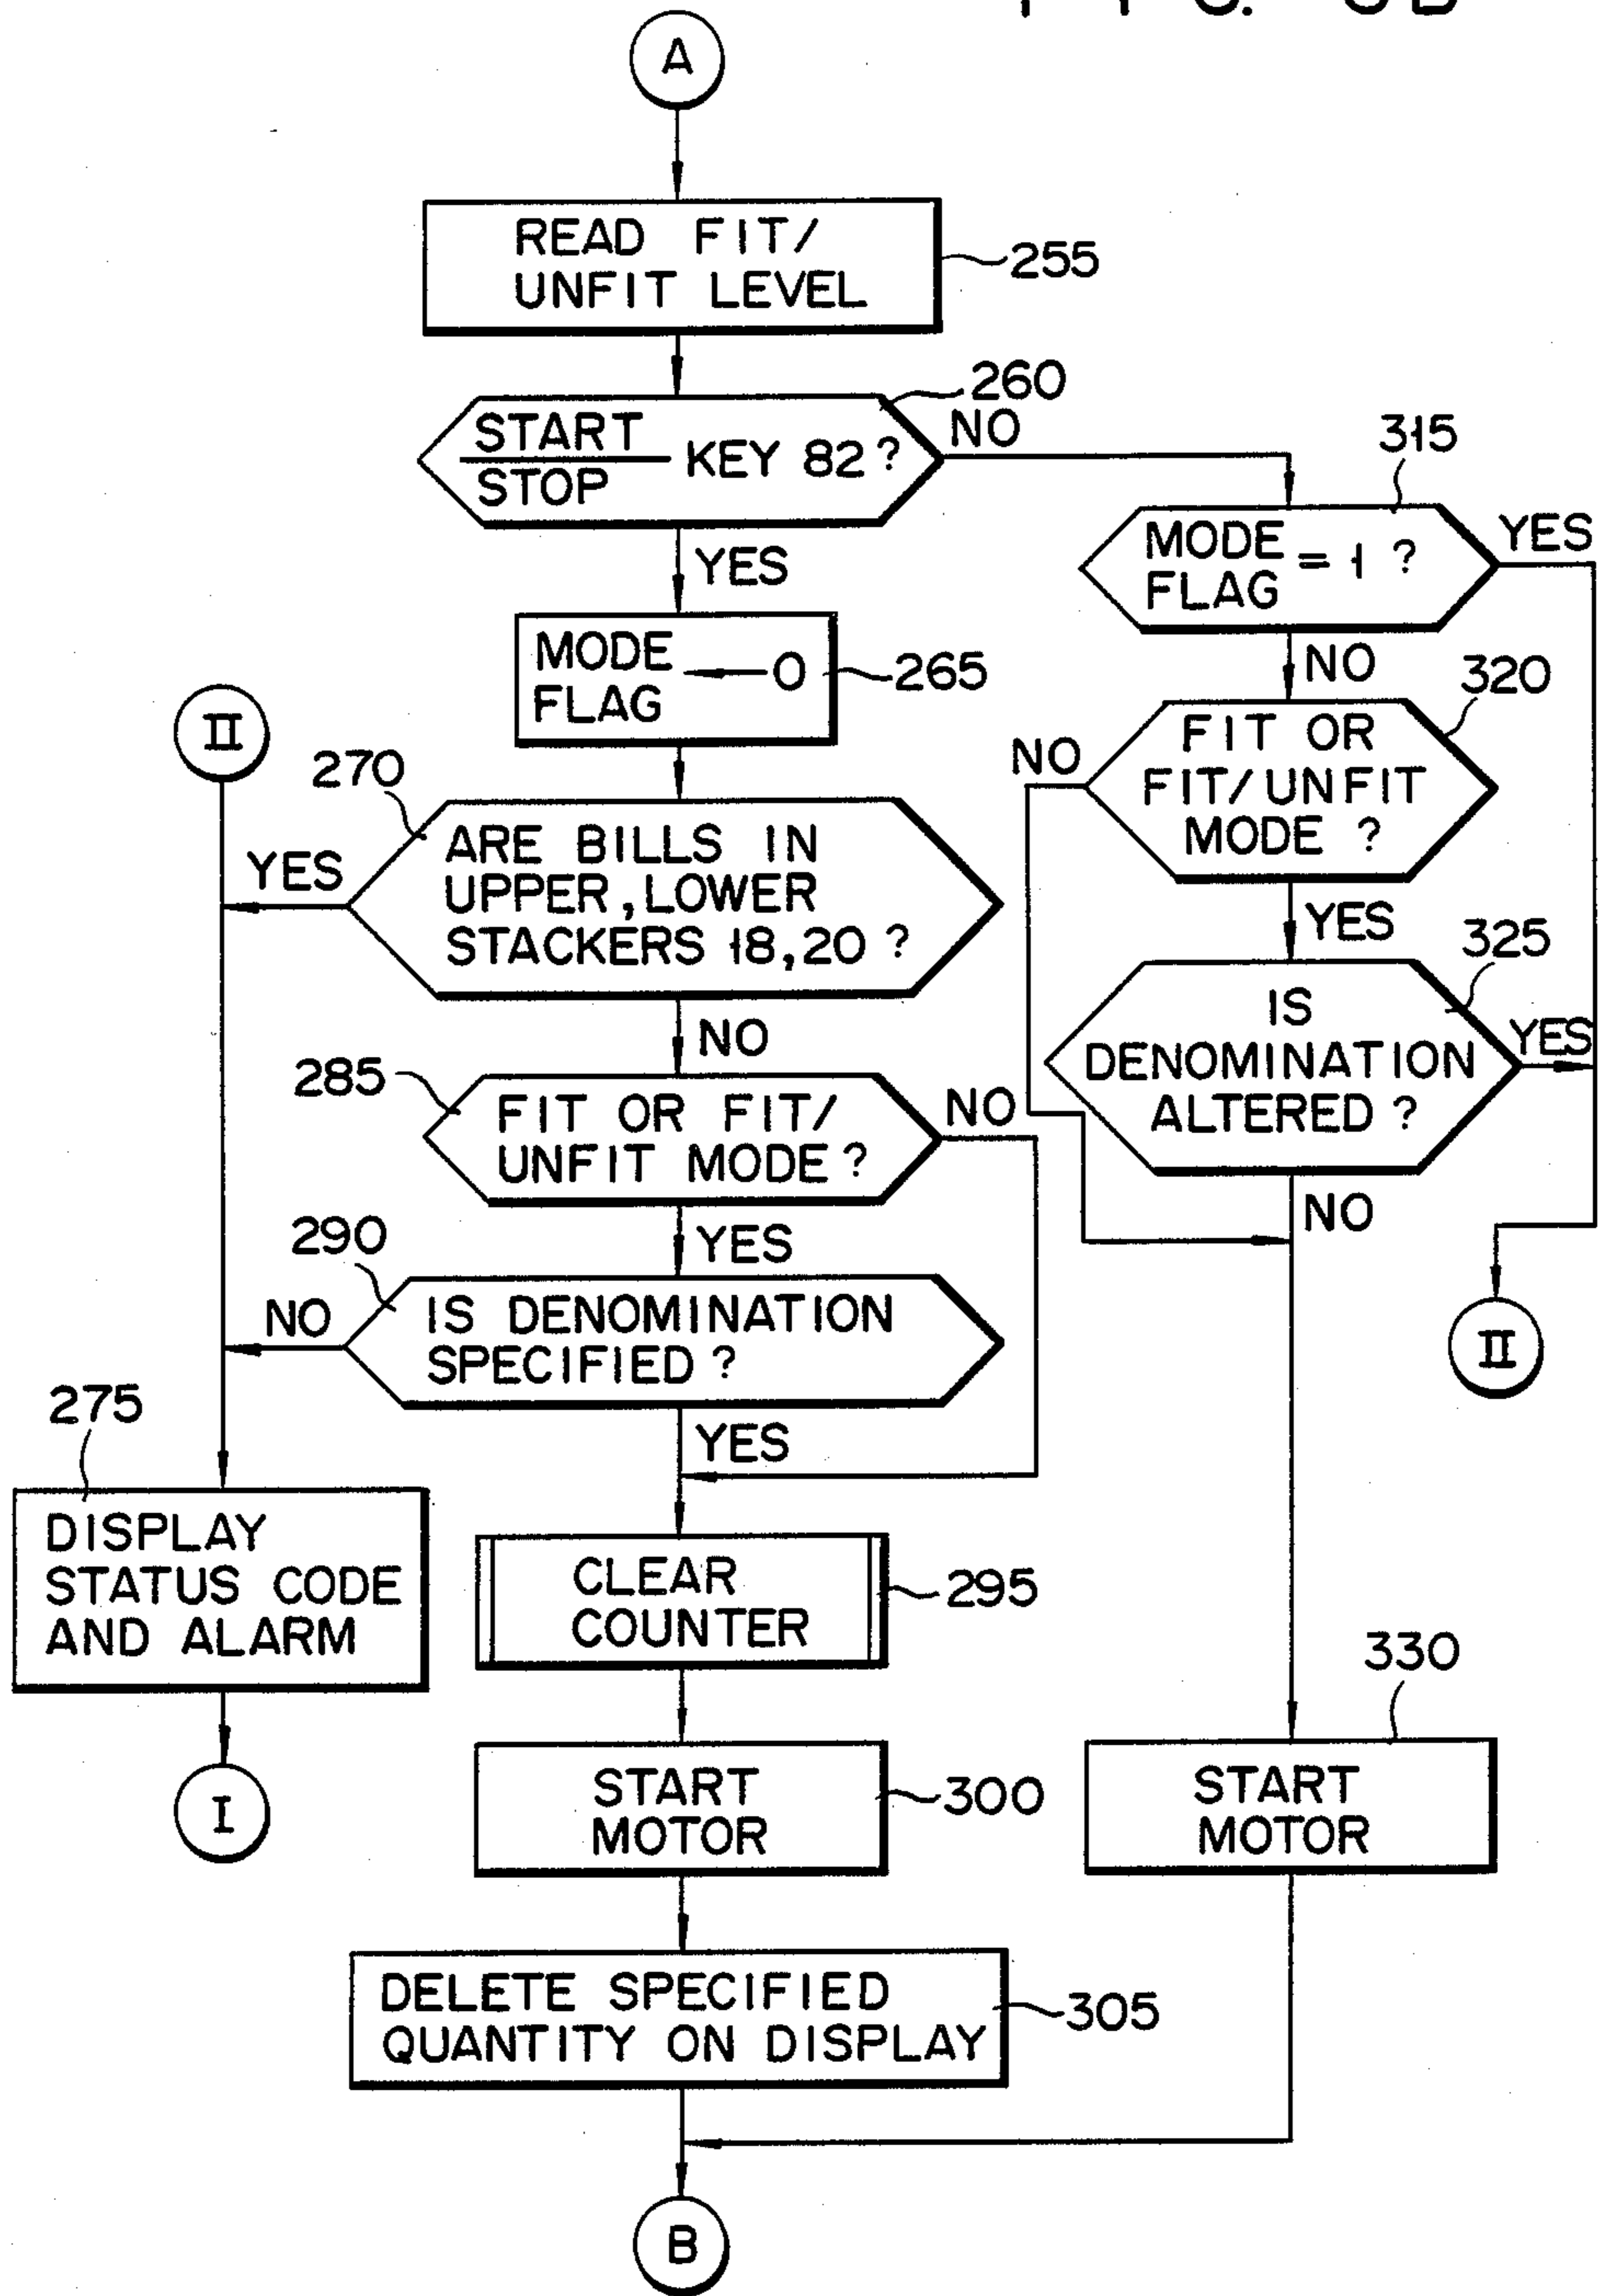 A
READ FIT/
UNFIT LEVEL
255
260
START
STOP
KEY 82 ?
NO
315
YES
MODE
FLAG
= 1 ?
YES
MODE
FLAG
0
265
NO
320
II
270
NO
FIT OR
FIT/UNFIT
MODE ?
YES
ARE BILLS IN
UPPER, LOWER
STACKERS 18, 20 ?
YES
325
NO
IS
DENOMINATION
ALTERED ?
YES
285
FIT OR FIT/
UNFIT MODE ?
NO
YES
NO
290
NO
IS DENOMINATION
SPECIFIED ?
II
275
YES
DISPLAY
STATUS CODE
AND ALARM
CLEAR
COUNTER
295
330
START
MOTOR
300
START
MOTOR
I
DELETE SPECIFIED
QUANTITY ON DISPLAY
305
B